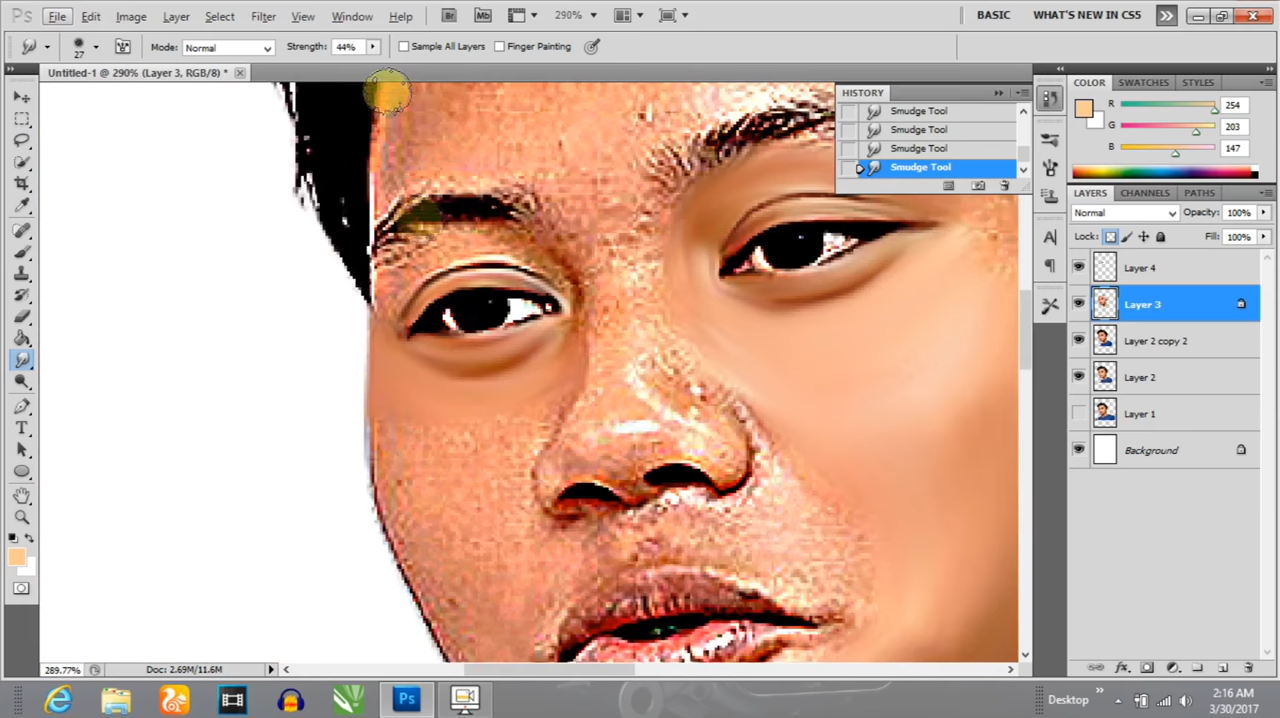 Ps File Edit Image Layer Select Filter View Window Help Br Mb 290% BASIC WHAT'S NEW IN CS5
27 Mode: Normal Strength: 44% Sample All Layers Finger Painting
Untitled-1 @ 290% (Layer 3, RGB/8) *
HISTORY
Smudge Tool
Smudge Tool
Smudge Tool
Smudge Tool
COLOR SWATCHES STYLES
R 254
G 203
B 147
LAYERS CHANNELS PATHS
Normal Opacity: 100%
Lock: Fill: 100%
Layer 4
Layer 3
Layer 2 copy 2
Layer 2
Layer 1
Background
289.77% Doc: 2.69M/11.6M
Ps Desktop 2:16 AM
3/30/2017